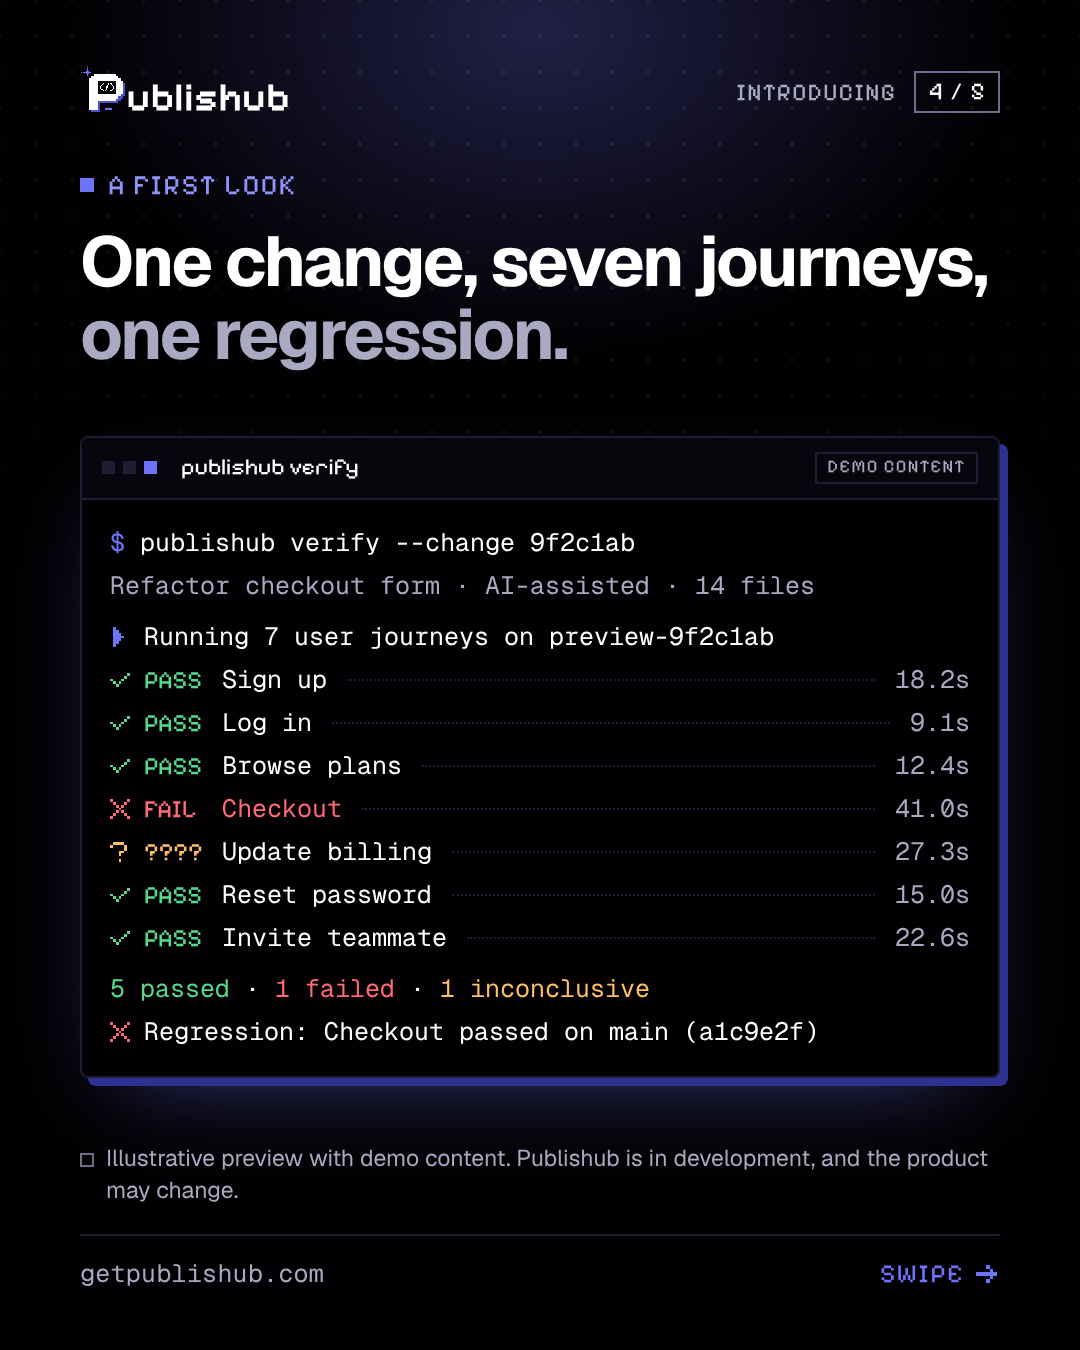 Publishub
INTRODUCING 4 / 8
A FIRST LOOK
One change, seven journeys,
one regression.
publishub verify DEMO CONTENT
$ publishub verify --change 9f2c1ab
Refactor checkout form · AI-assisted · 14 files
Running 7 user journeys on preview-9f2c1ab
PASS Sign up 18.2s
PASS Log in 9.1s
PASS Browse plans 12.4s
FAIL Checkout 41.0s
? ???? Update billing 27.3s
PASS Reset password 15.0s
PASS Invite teammate 22.6s
5 passed · 1 failed · 1 inconclusive
Regression: Checkout passed on main (a1c9e2f)
Illustrative preview with demo content. Publishub is in development, and the product
may change.
getpublishub.com SWIPE →